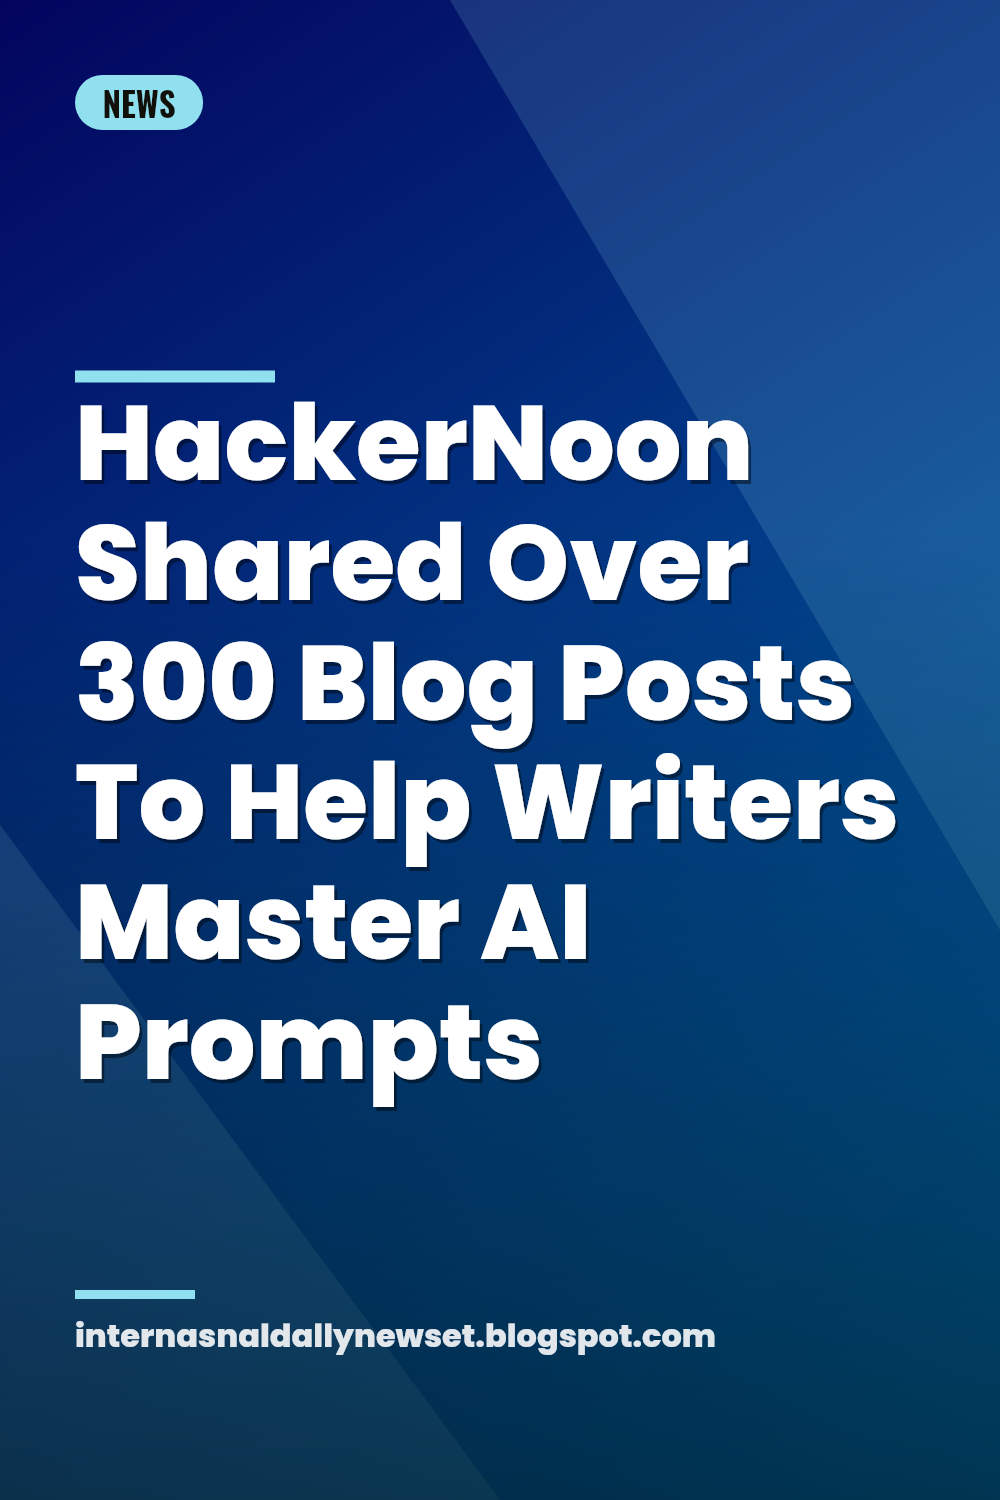 NEWS
HackerNoon
Shared Over
300 Blog Posts
To Help Writers
Master AI
Prompts
internasnaldallynewset.blogspot.com